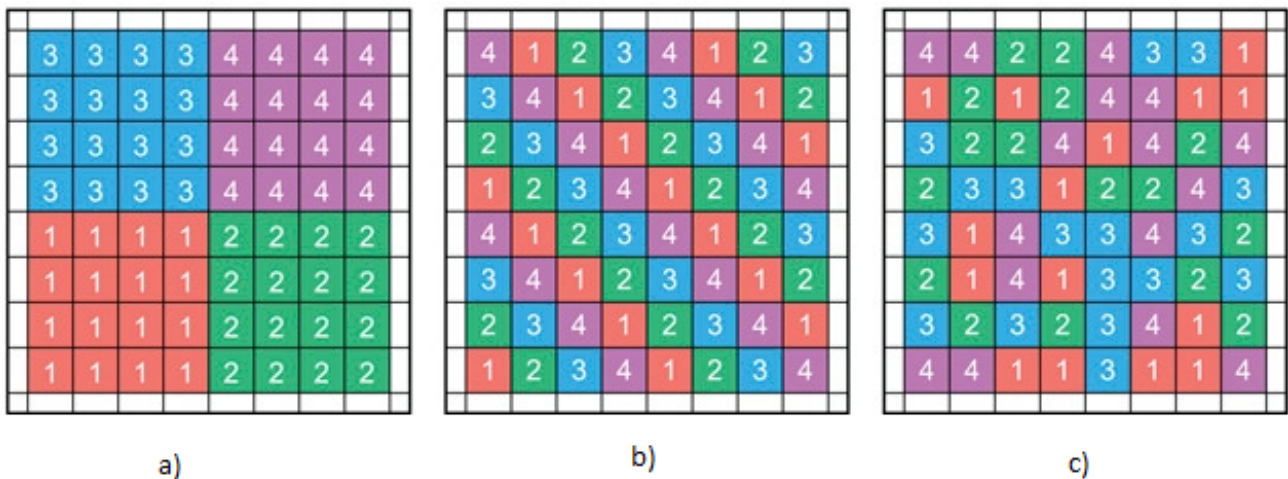 3 3 3 3 4 4 4 4
3 3 3 3 4 4 4 4
3 3 3 3 4 4 4 4
3 3 3 3 4 4 4 4
1 1 1 1 2 2 2 2
1 1 1 1 2 2 2 2
1 1 1 1 2 2 2 2
1 1 1 1 2 2 2 2
a)
4 1 2 3 4 1 2 3
3 4 1 2 3 4 1 2
2 3 4 1 2 3 4 1
1 2 3 4 1 2 3 4
4 1 2 3 4 1 2 3
3 4 1 2 3 4 1 2
2 3 4 1 2 3 4 1
1 2 3 4 1 2 3 4
b)
4 4 2 2 4 3 3 1
1 2 1 2 4 4 1 1
3 2 2 4 1 4 2 4
2 3 3 1 2 2 4 3
3 1 4 3 3 4 3 2
2 1 4 1 3 3 2 3
3 2 3 2 3 4 1 2
4 4 1 1 3 1 1 4
c)